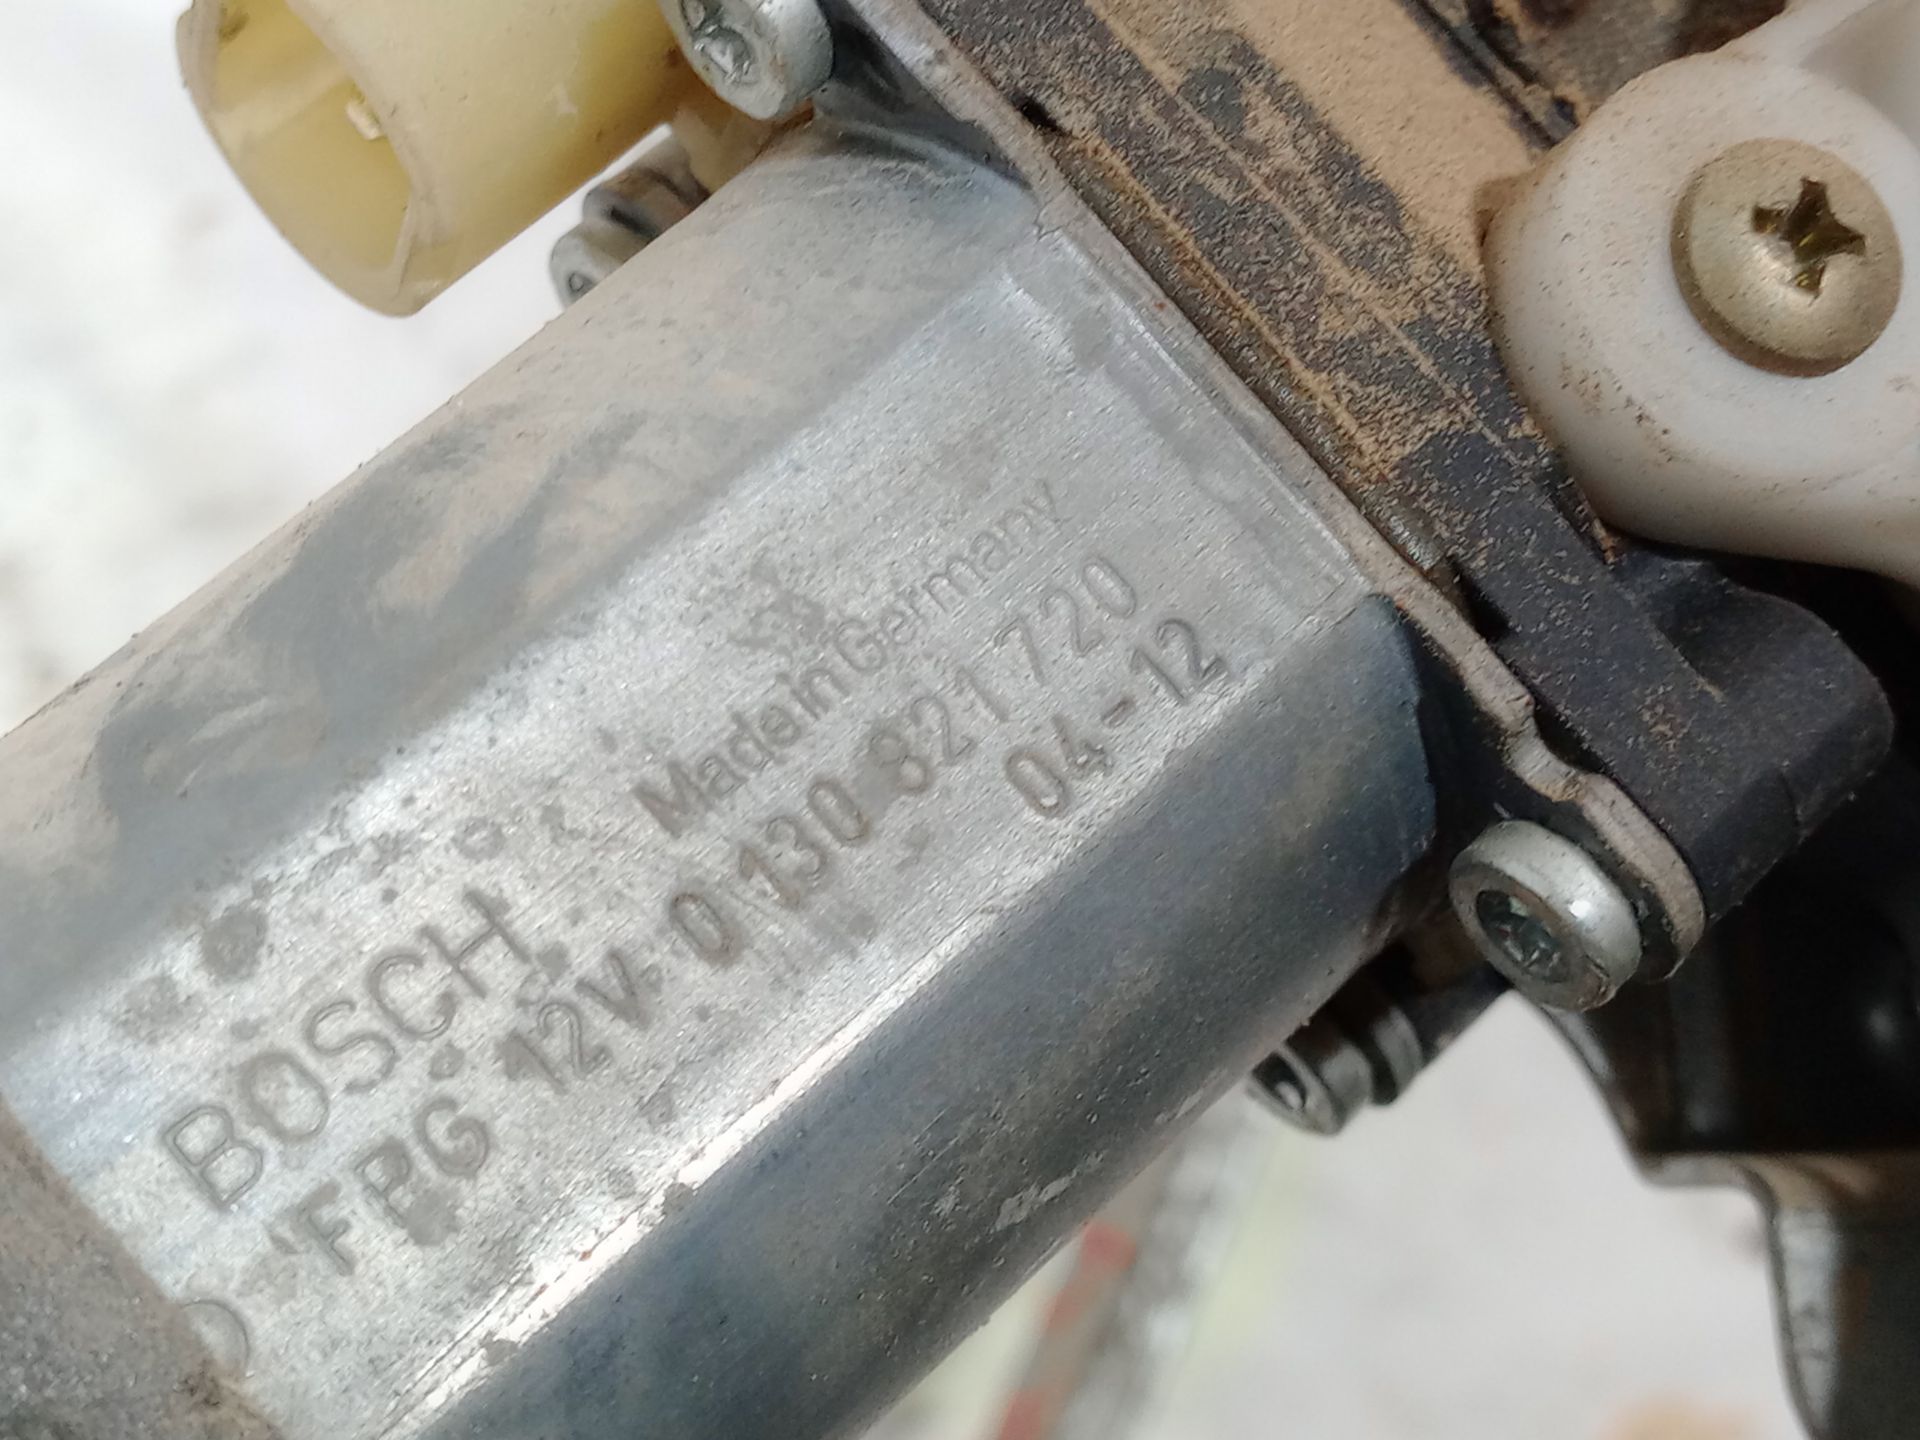 Made in Germany
BOSCH
FPG 12V 0 130 821 720
04-12